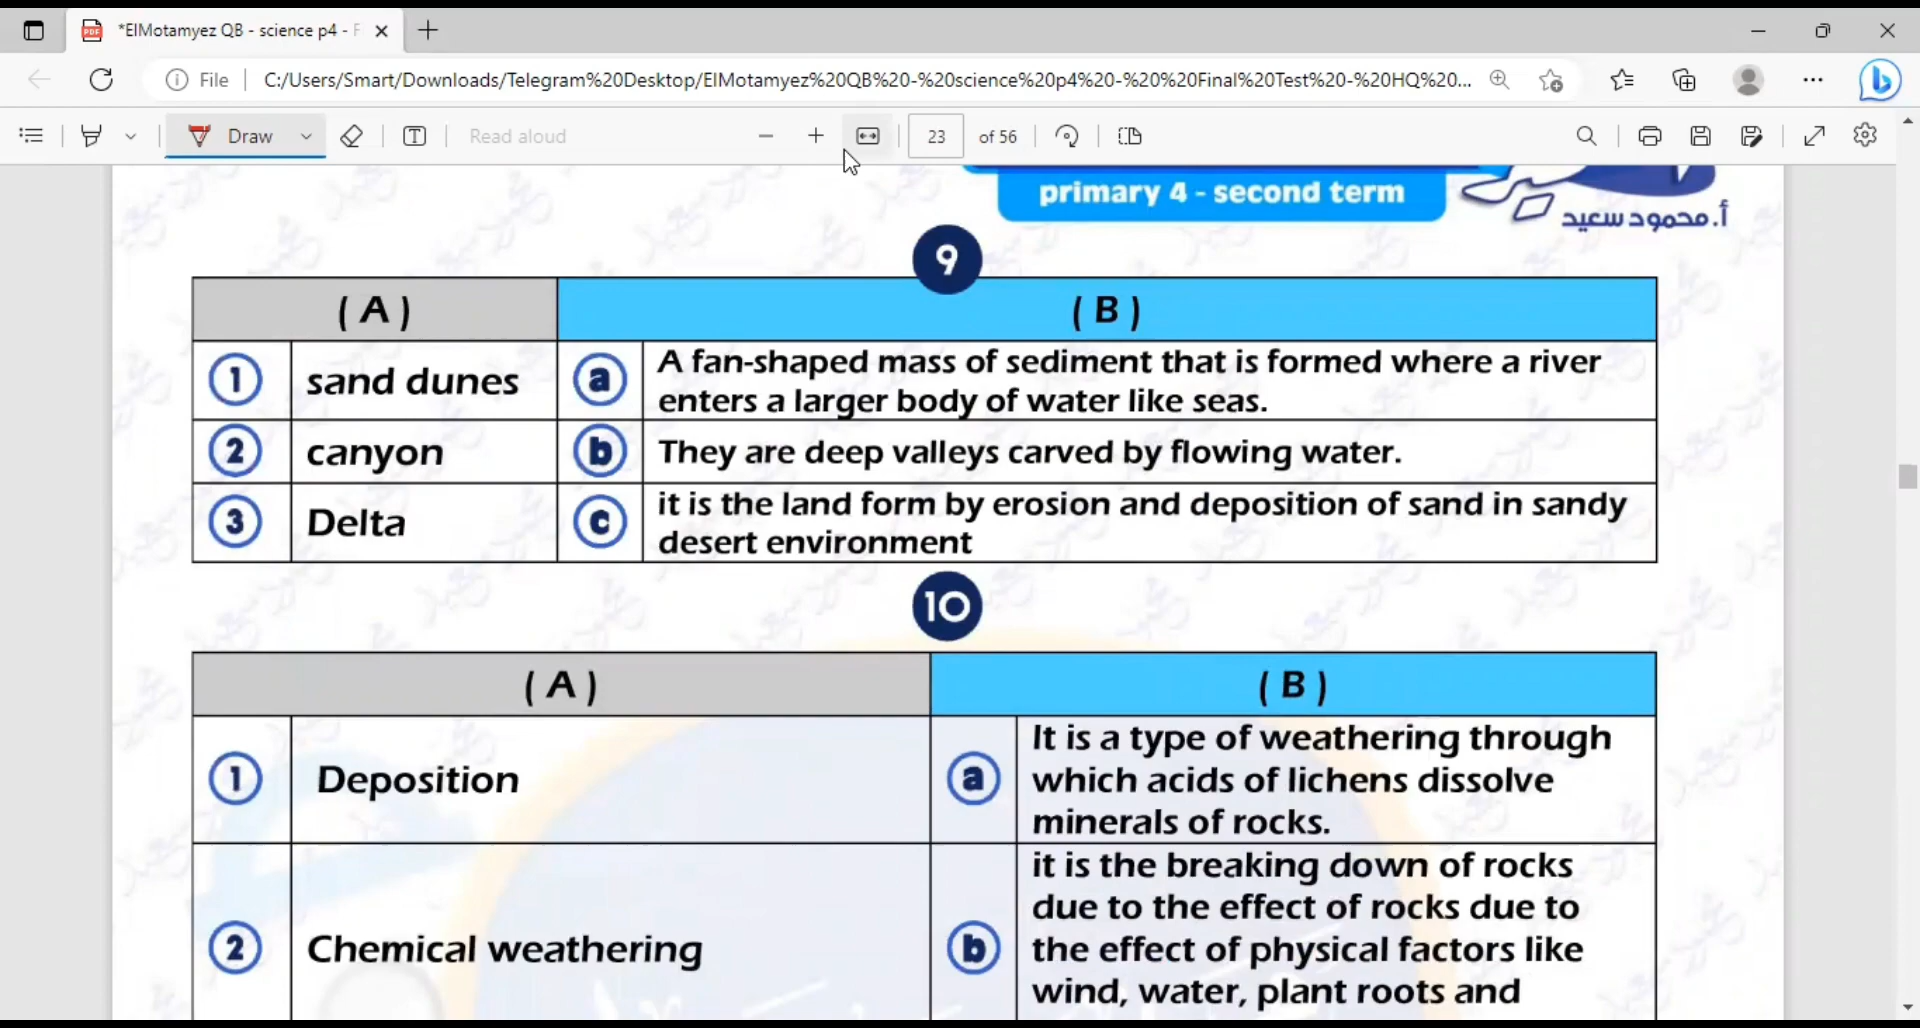 *ElMotamyez QB - science p4 - F
File
C:/Users/Smart/Downloads/Telegram%20Desktop/ElMotamyez%20QB%20-%20science%20p4%20-%20%20Final%20Test%20-%20HQ%20...
Draw
Read aloud
23 of 56
primary 4 - second term
أ.محمود سعيد
9
( A ) ( B )
1 sand dunes a A fan-shaped mass of sediment that is formed where a river
enters a larger body of water like seas.
2 canyon b They are deep valleys carved by flowing water.
3 Delta c it is the land form by erosion and deposition of sand in sandy
desert environment
10
( A ) ( B )
1 Deposition a It is a type of weathering through
which acids of lichens dissolve
minerals of rocks.
2 Chemical weathering b it is the breaking down of rocks
due to the effect of rocks due to
the effect of physical factors like
wind, water, plant roots and